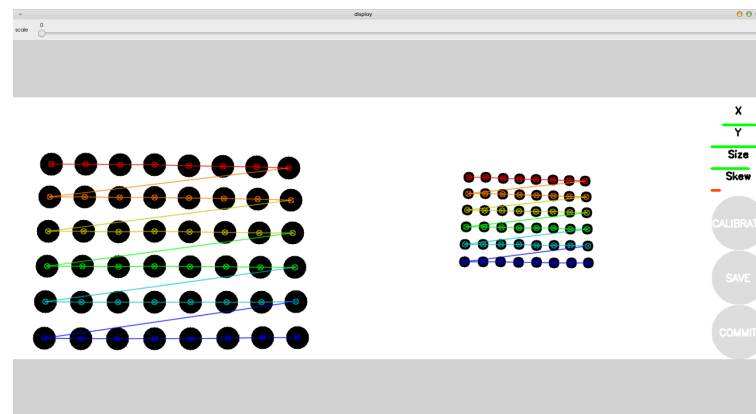 display
scale
0
X
Y
Size
Skew
CALIBRAT
SAVE
COMMIT